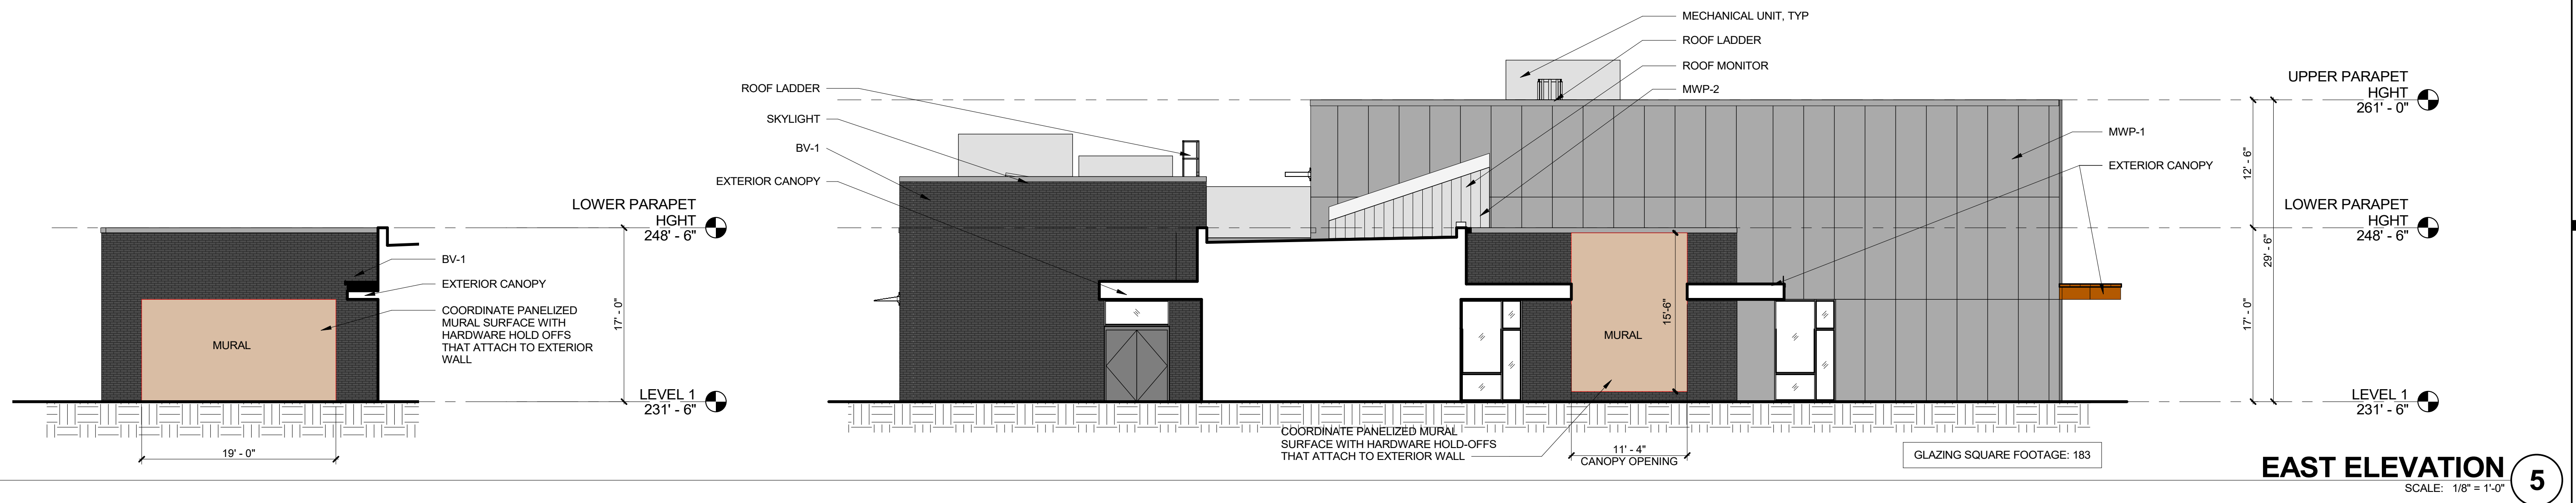 LOWER PARAPET
HGHT
248' - 6"
BV-1
EXTERIOR CANOPY
COORDINATE PANELIZED
MURAL SURFACE WITH
HARDWARE HOLD OFFS
THAT ATTACH TO EXTERIOR
WALL
17' - 0"
MURAL
LEVEL 1
231' - 6"
19' - 0"
ROOF LADDER
SKYLIGHT
BV-1
EXTERIOR CANOPY
MECHANICAL UNIT, TYP
ROOF LADDER
ROOF MONITOR
MWP-2
MWP-1
EXTERIOR CANOPY
15'-6"
MURAL
COORDINATE PANELIZED MURAL
SURFACE WITH HARDWARE HOLD-OFFS
THAT ATTACH TO EXTERIOR WALL
11' - 4"
CANOPY OPENING
UPPER PARAPET
HGHT
261' - 0"
12' - 6"
LOWER PARAPET
HGHT
248' - 6"
29' - 6"
17' - 0"
LEVEL 1
231' - 6"
GLAZING SQUARE FOOTAGE: 183
EAST ELEVATION
SCALE: 1/8" = 1'-0"
5